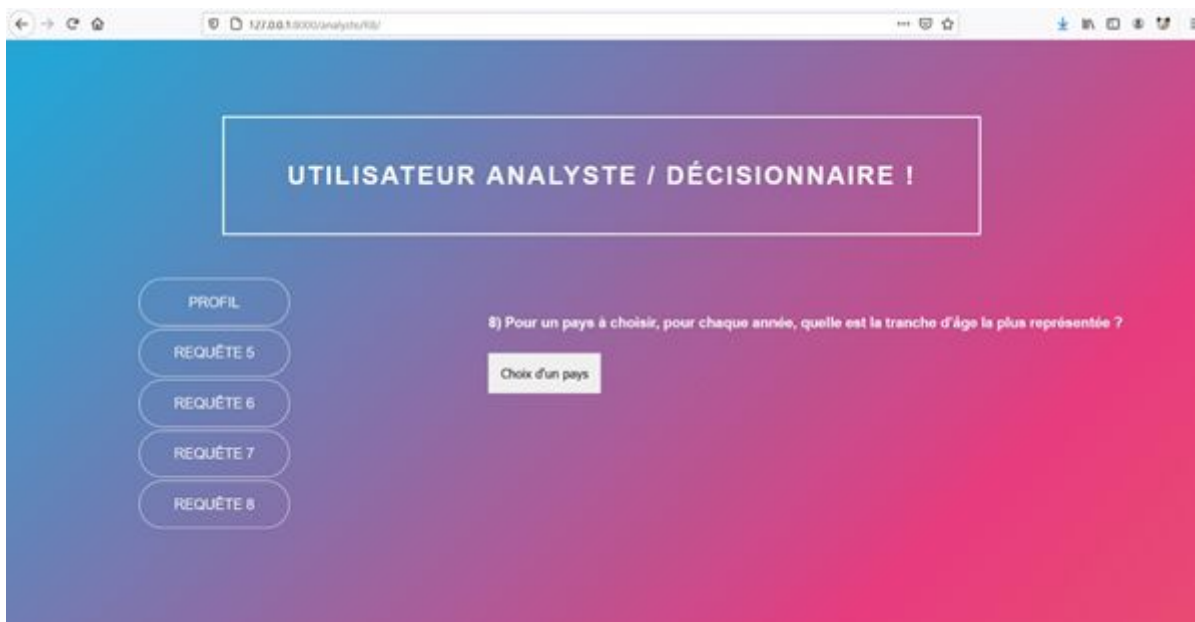 127.0.0.1:8000/analyste/R8/
UTILISATEUR ANALYSTE / DÉCISIONNAIRE !
PROFIL
REQUÊTE 5
REQUÊTE 6
REQUÊTE 7
REQUÊTE 8
8) Pour un pays à choisir, pour chaque année, quelle est la tranche d'âge la plus représentée ?
Choix d'un pays